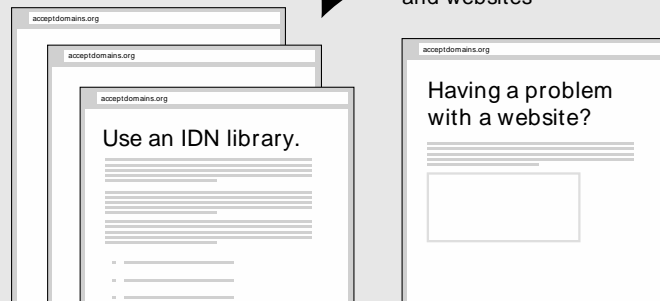 and websites
acceptdomains.org
acceptdomains.org
acceptdomains.org
Use an IDN library.
acceptdomains.org
Having a problem
with a website?